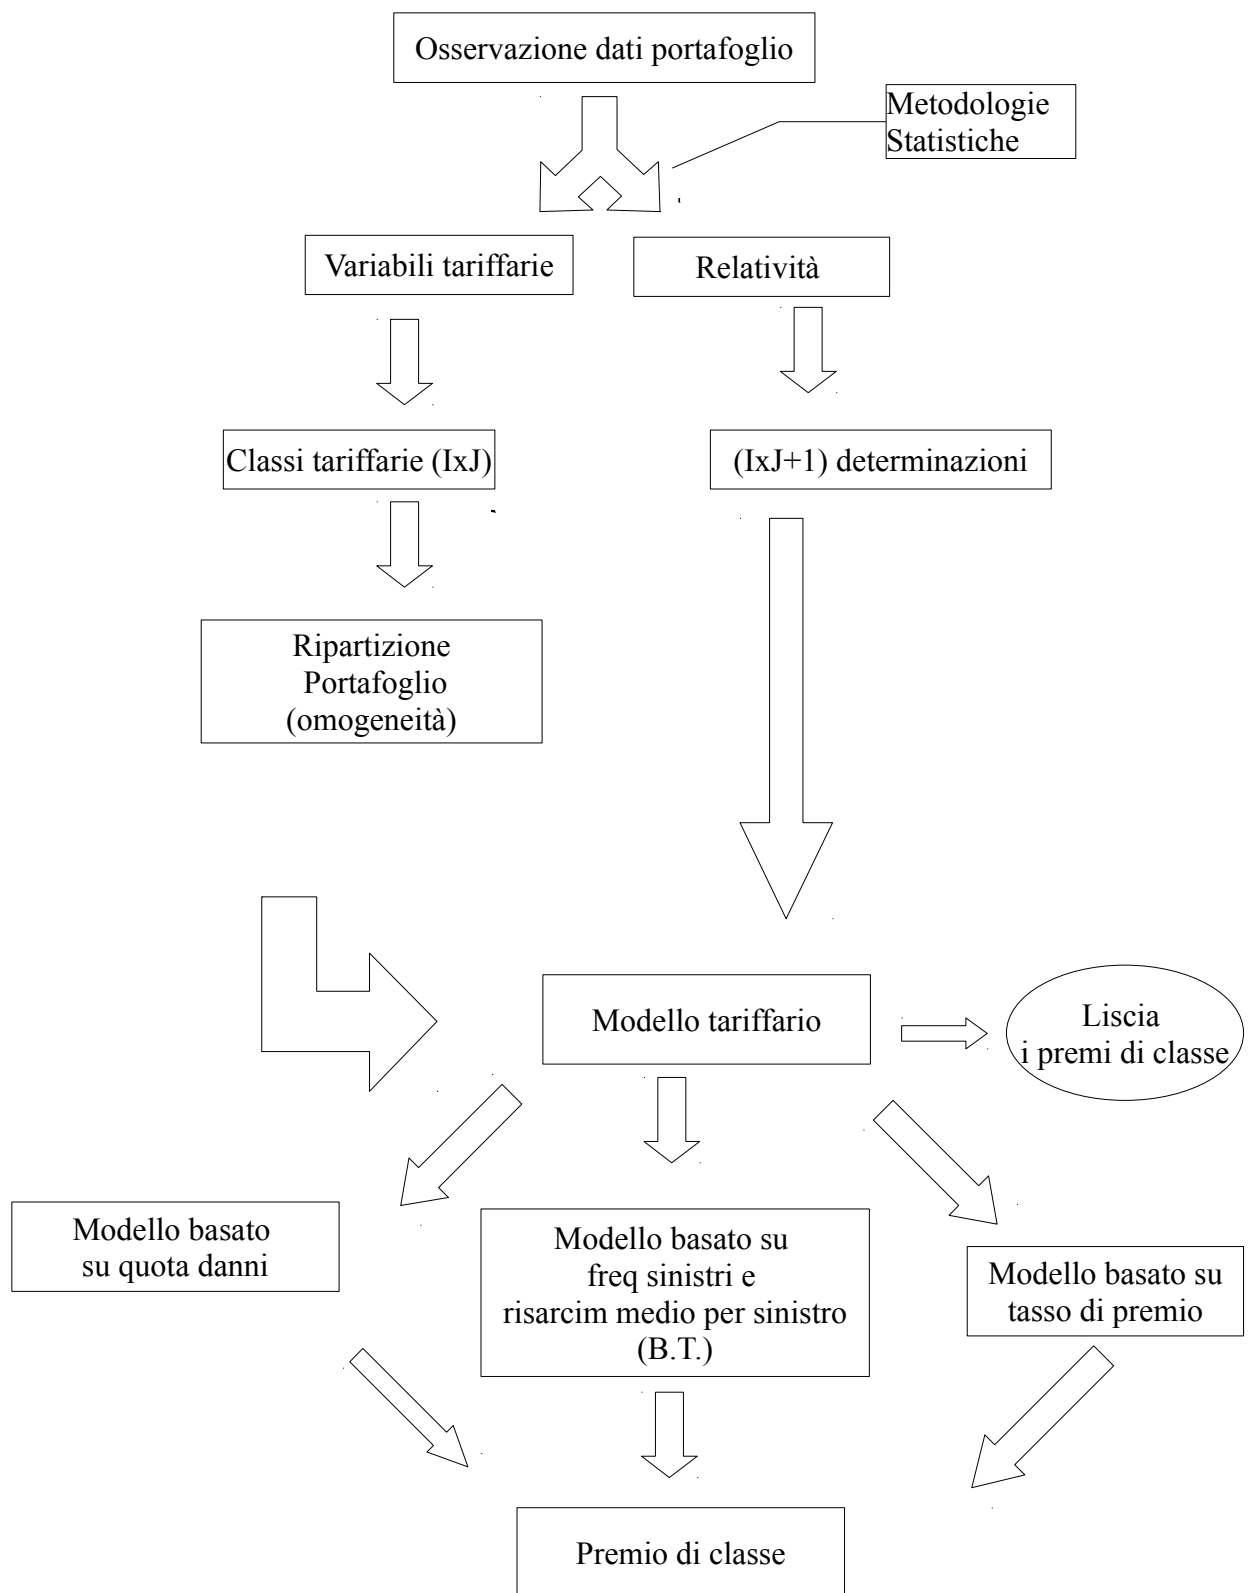 Osservazione dati portafoglio
Metodologie
Statistiche
Variabili tariffarie
Relatività
Classi tariffarie (IxJ)
(IxJ+1) determinazioni
Ripartizione
Portafoglio
(omogeneità)
Modello tariffario
Liscia
i premi di classe
Modello basato
su quota danni
Modello basato su
freq sinistri e
risarcim medio per sinistro
(B.T.)
Modello basato su
tasso di premio
Premio di classe